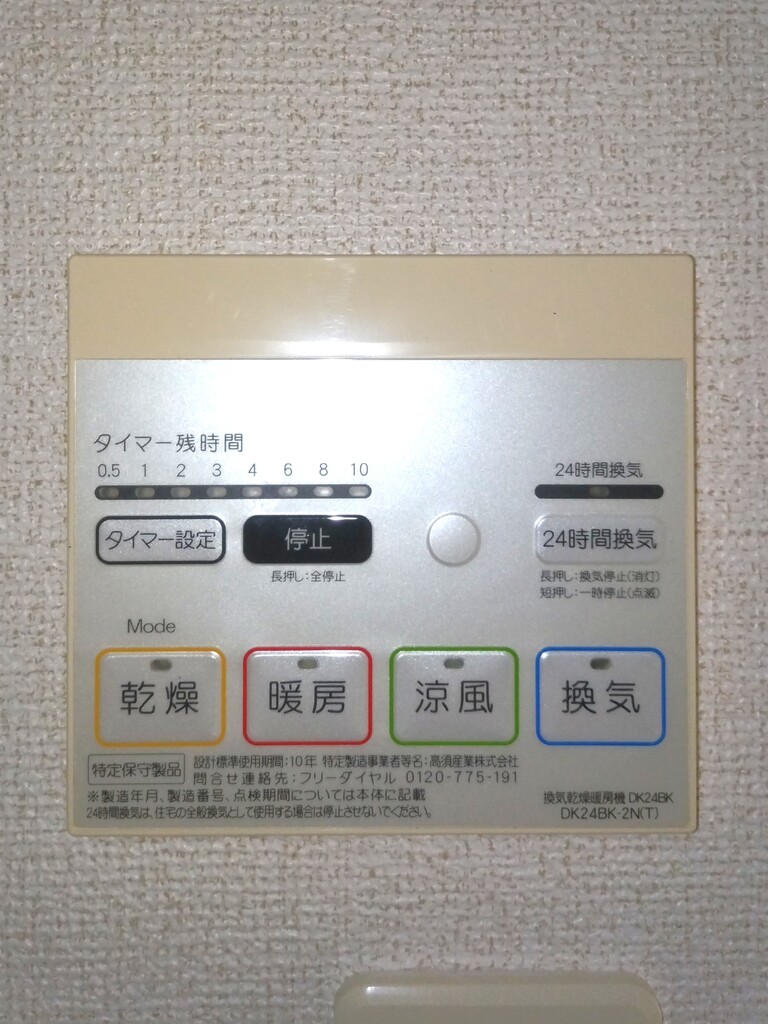 タイマー残時間
0.5 1 2 3 4 6 8 10
24時間換気
タイマー設定
停止
24時間換気
長押し:全停止
長押し:換気停止(消灯)
短押し:一時停止(点滅)
Mode
乾燥
暖房
涼風
換気
特定保守製品
設計標準使用期間:10年 特定製造事業者等名:高須産業株式会社
問合せ連絡先:フリーダイヤル 0120-775-191
※製造年月、製造番号、点検期間については本体に記載
24時間換気は、住宅の全般換気として使用する場合は停止させないでください。
換気乾燥暖房機 DK24BK
DK24BK-2N(T)